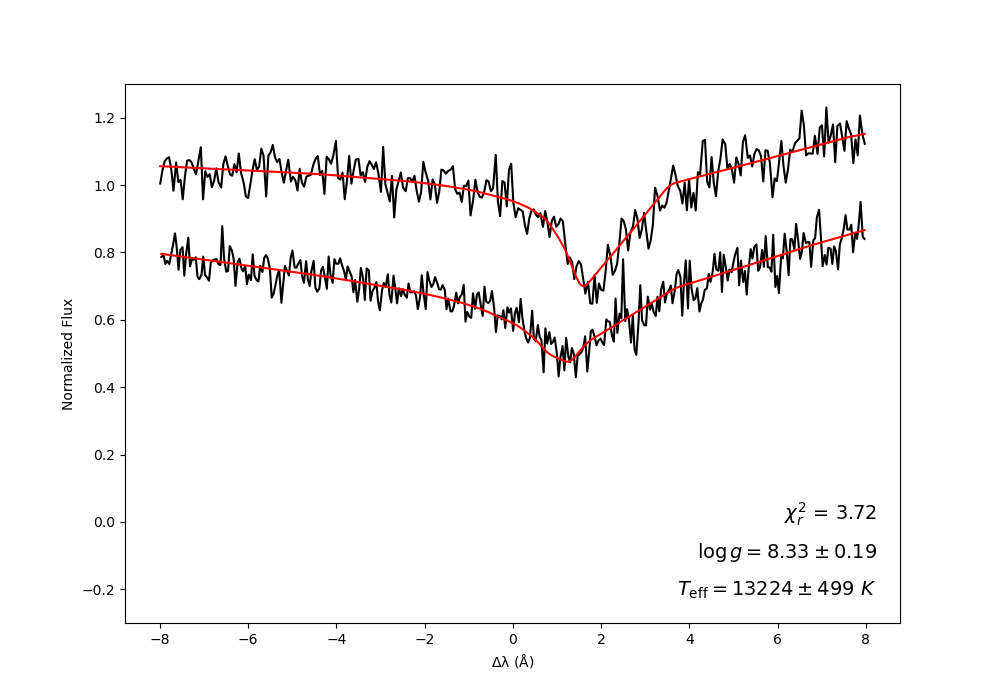 1.2
1.0
0.8
0.6
0.4
0.2
0.0
−0.2
Normalized Flux
χ²ᵣ = 3.72
log g = 8.33 ± 0.19
T_eff = 13224 ± 499 K
−8 −6 −4 −2 0 2 4 6 8
Δλ (Å)